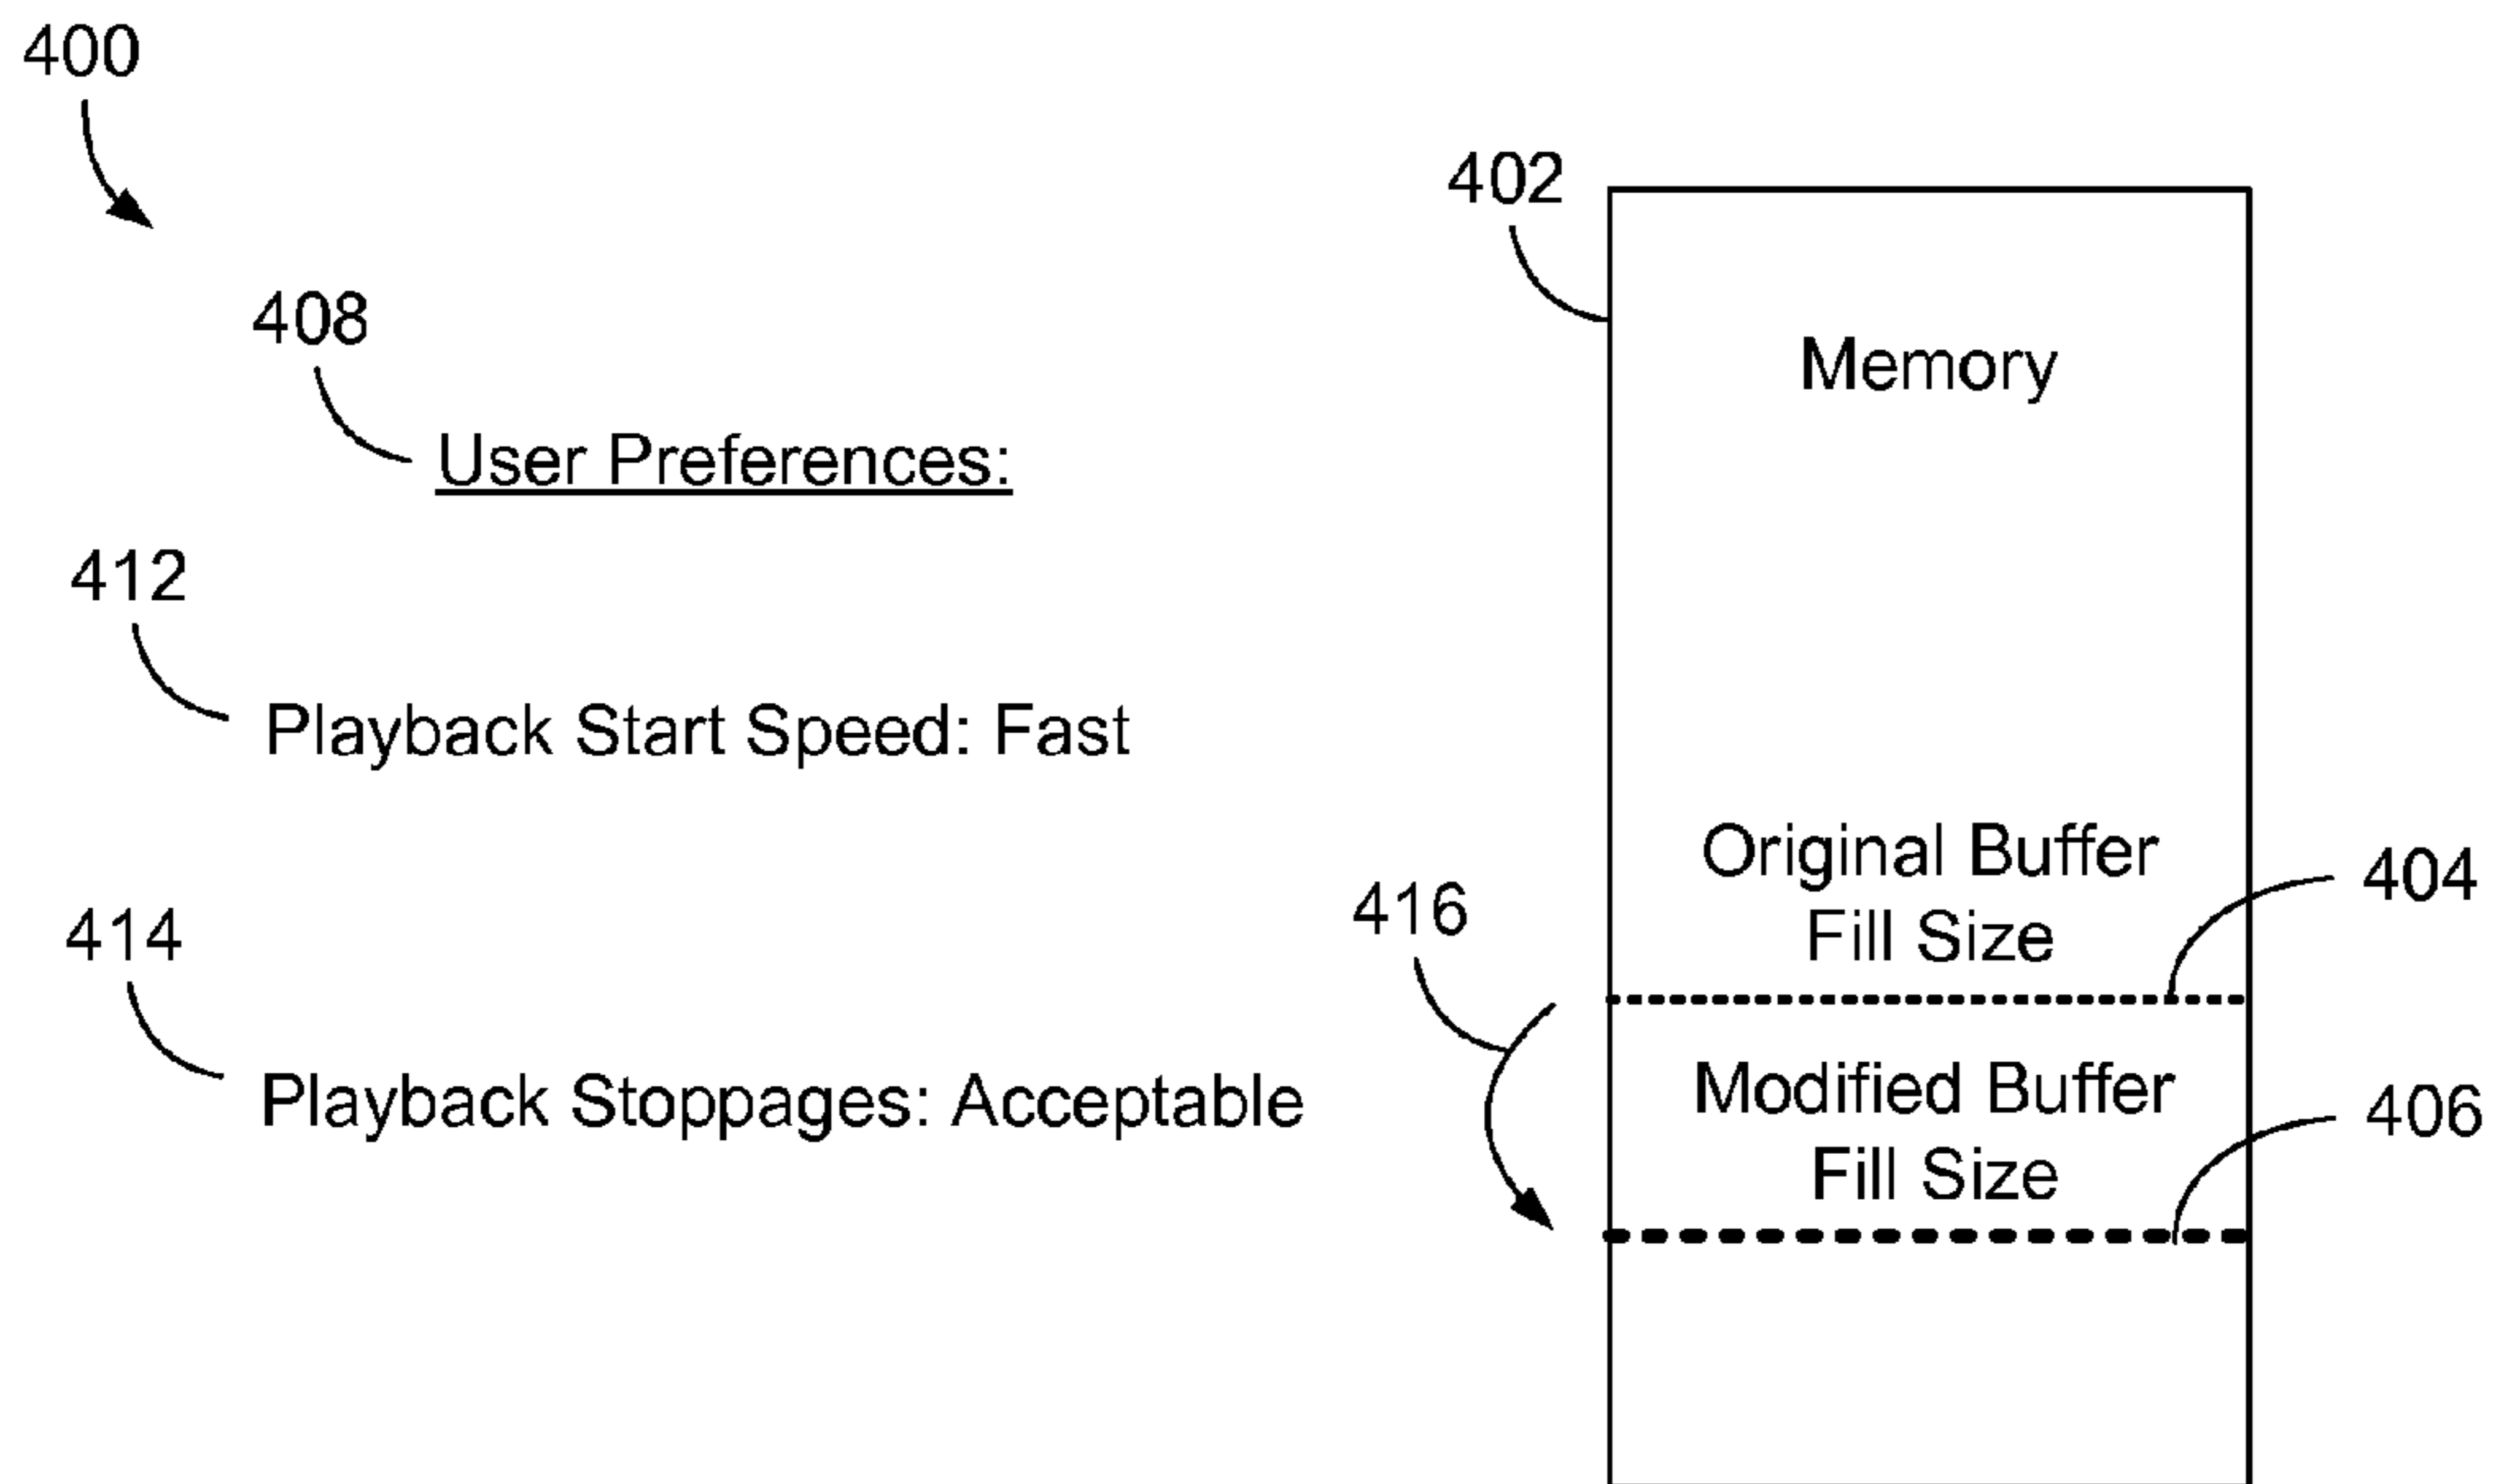 400
402
Memory
408
User Preferences:
412
Playback Start Speed: Fast
Original Buffer
Fill Size
404
416
414
Playback Stoppages: Acceptable
Modified Buffer
Fill Size
406